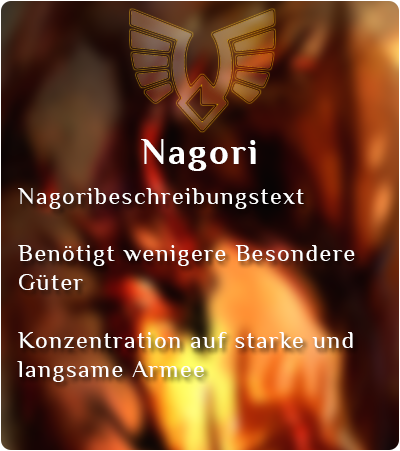 Nagori
Nagoribeschreibungstext
Benötigt wenigere Besondere
Güter
Konzentration auf starke und
langsame Armee